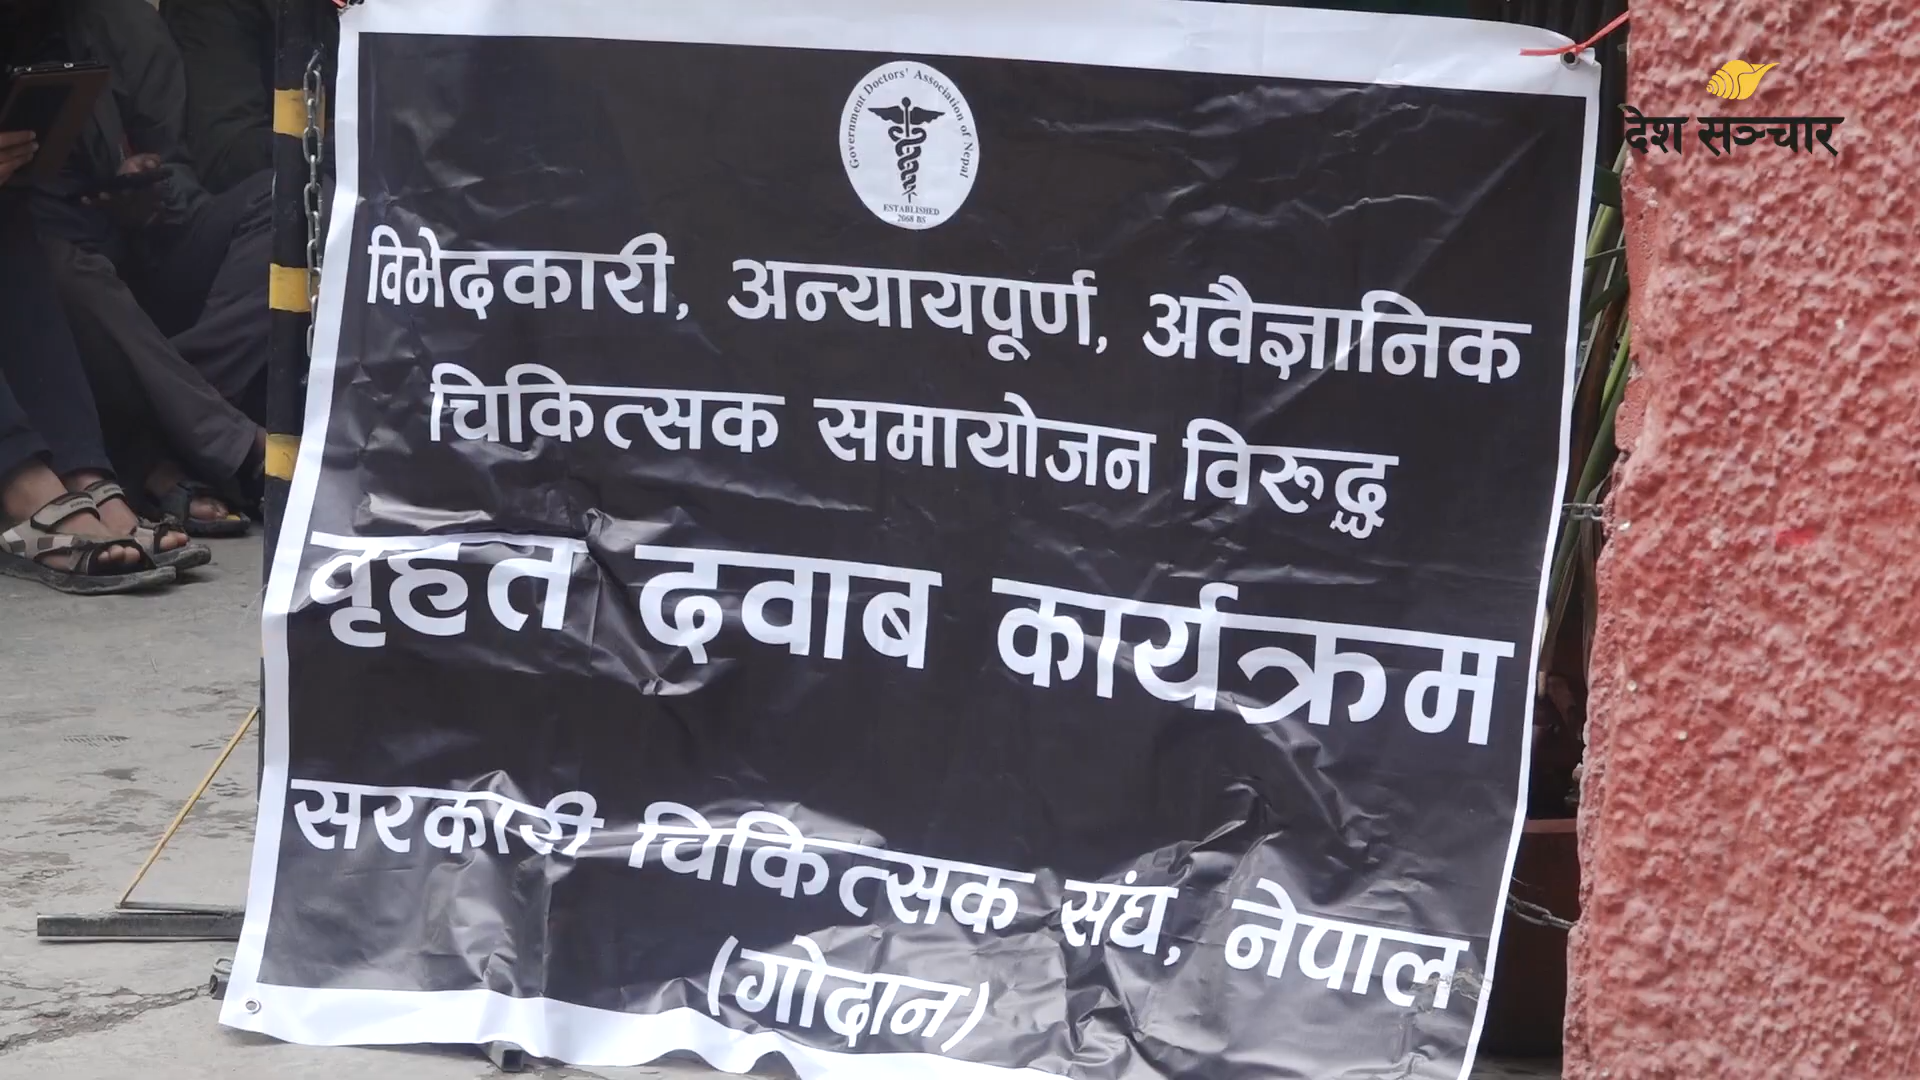 देश सञ्चार
Government Doctors' Association of Nepal
ESTABLISHED
2068 BS
विभेदकारी, अन्यायपूर्ण, अवैज्ञानिक
चिकित्सक समायोजन विरुद्ध
वृहत दवाब कार्यक्रम
सरकारी चिकित्सक संघ, नेपाल
(गोदान)